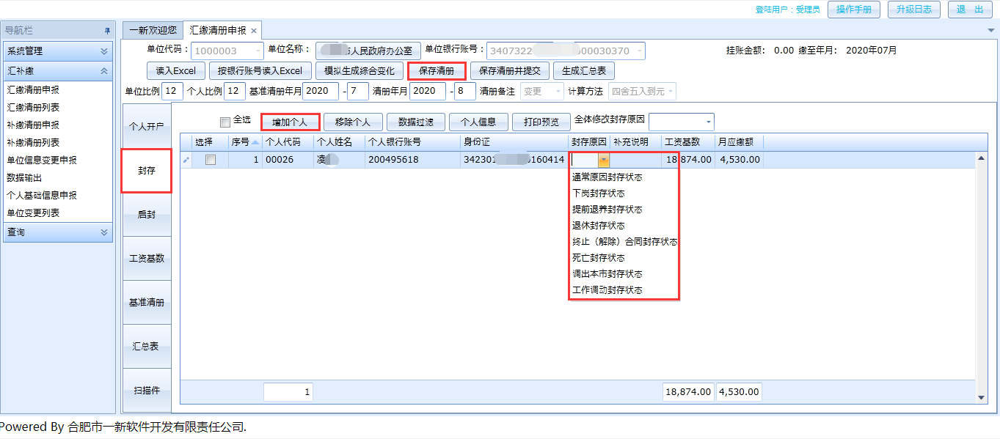 登陆用户：受理员 操作手册 升级日志 退 出
导航栏 一新欢迎您 汇缴清册申报 ×
系统管理
汇补缴
汇缴清册申报
汇缴清册列表
补缴清册申报
补缴清册列表
单位信息变更申报
数据输出
个人基础信息申报
单位变更列表
查询
单位代码： 1000003 单位名称： 市人民政府办公室 单位银行账号： 3407322 00030370 挂账金额： 0.00 缴至年月： 2020年07月
读入Excel 按银行账号读入Excel 模拟生成综合变化 保存清册 保存清册并提交 生成汇总表
单位比例 12 个人比例 12 基准清册年月 2020 - 7 清册年月 2020 - 8 清册备注 变更 计算方法 四舍五入到元
个人开户
封存
启封
工资基数
基准清册
汇总表
扫描件
全选 增加个人 移除个人 数据过滤 个人信息 打印预览 全体修改封存原因
选择 序号 个人代码 个人姓名 个人银行账号 身份证 封存原因 补充说明 工资基数 月应缴额
1 00026 凌 200495618 34230 160414 18,874.00 4,530.00
通常原因封存状态
下岗封存状态
提前退养封存状态
退休封存状态
终止（解除）合同封存状态
死亡封存状态
调出本市封存状态
工作调动封存状态
1 18,874.00 4,530.00
Powered By 合肥市一新软件开发有限责任公司.